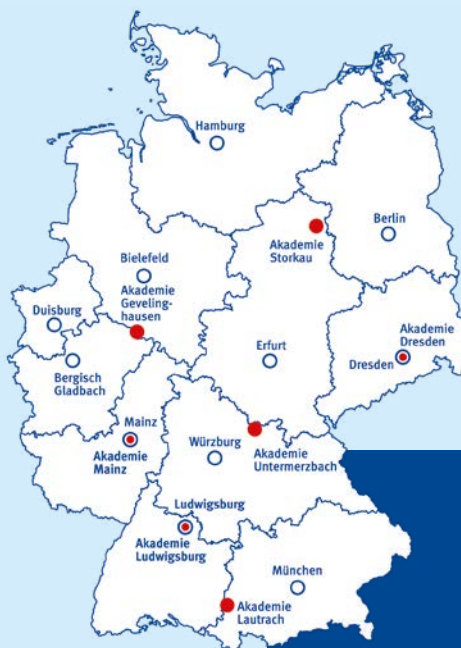 Hamburg
Berlin
Akademie
Storkau
Bielefeld
Akademie
Geveling-
hausen
Duisburg
Bergisch
Gladbach
Erfurt
Akademie
Dresden
Dresden
Mainz
Akademie
Mainz
Würzburg
Akademie
Untermerzbach
Ludwigsburg
Akademie
Ludwigsburg
München
Akademie
Lautrach